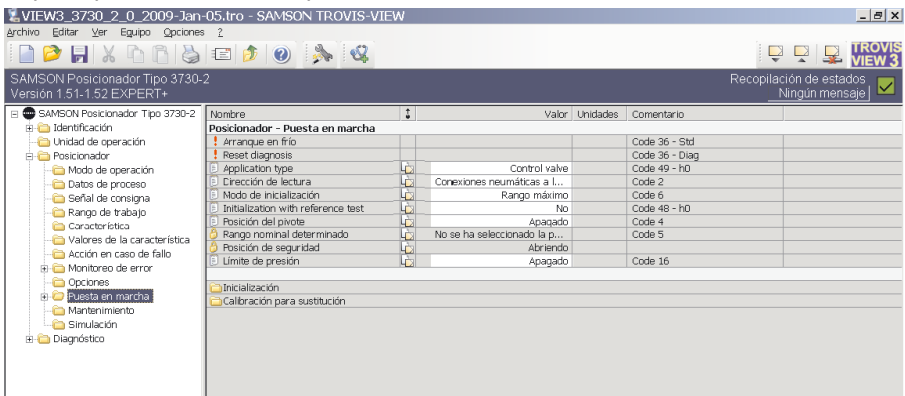 VIEW3_3730_2_0_2009-Jan-05.tro - SAMSON TROVIS-VIEW
Archivo Editar Ver Equipo Opciones ?
TROVIS
VIEW 3
SAMSON Posicionador Tipo 3730-2
Versión 1.51-1.52 EXPERT+
Recopilación de estados
Ningún mensaje
SAMSON Posicionador Tipo 3730-2
Identificación
Unidad de operación
Posicionador
Modo de operación
Datos de proceso
Señal de consigna
Rango de trabajo
Característica
Valores de la característica
Acción en caso de fallo
Monitoreo de error
Opciones
Puesta en marcha
Mantenimiento
Simulación
Diagnóstico
Nombre Valor Unidades Comentario
Posicionador - Puesta en marcha
Arranque en frío Code 36 - Std
Reset diagnosis Code 36 - Diag
Application type Control valve Code 49 - h0
Dirección de lectura Conexiones neumáticas a l... Code 2
Modo de inicialización Rango máximo Code 6
Initialization with reference test No Code 48 - h0
Posición del pivote Apagado Code 4
Rango nominal determinado No se ha seleccionado la p... Code 5
Posición de seguridad Abriendo
Límite de presión Apagado Code 16
Inicialización
Calibración para sustitución